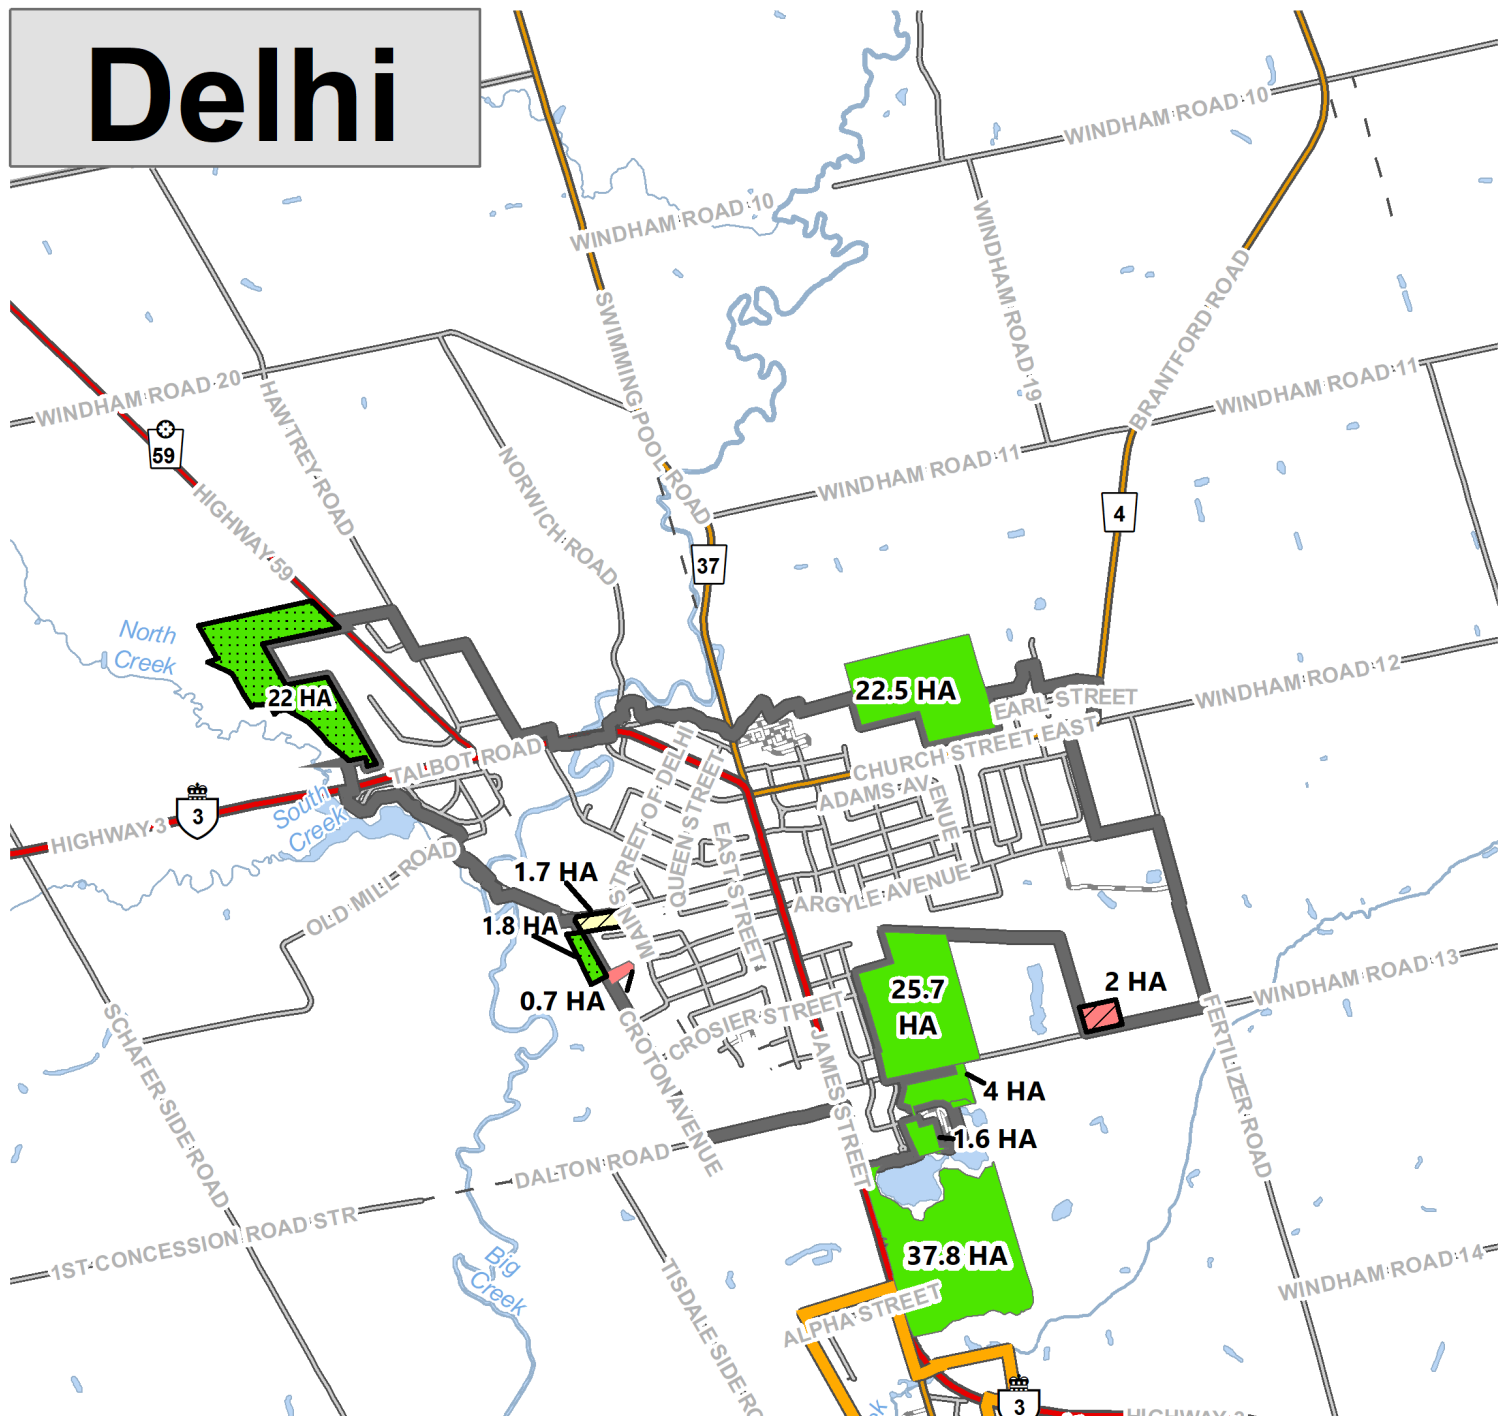 Delhi
WINDHAM ROAD 10
WINDHAM ROAD 10
WINDHAM ROAD 19
BRANTFORD ROAD
SWIMMING POOL ROAD
WINDHAM ROAD 20
HAWTREY ROAD
WINDHAM ROAD 11
WINDHAM ROAD 11
59
HIGHWAY 59
NORWICH ROAD
4
37
North
Creek
22 HA
22.5 HA
WINDHAM ROAD 12
EARL STREET
CHURCH STREET EAST
TALBOT ROAD
ADAMS AVENUE
3
HIGHWAY 3
South
Creek
OLD MILL ROAD
MAIN STREET OF DELHI
QUEEN STREET
EAST STREET
ARGYLE AVENUE
1.7 HA
1.8 HA
0.7 HA
25.7
HA
2 HA
WINDHAM ROAD 13
CROSIER STREET
SCHAFER SIDE ROAD
CROTON AVENUE
JAMES STREET
FERTILIZER ROAD
4 HA
1.6 HA
DALTON ROAD
1ST CONCESSION ROAD STR
Big
Creek
37.8 HA
WINDHAM ROAD 14
ALPHA STREET
TISDALE SIDE RO
3
HIGHWAY 3